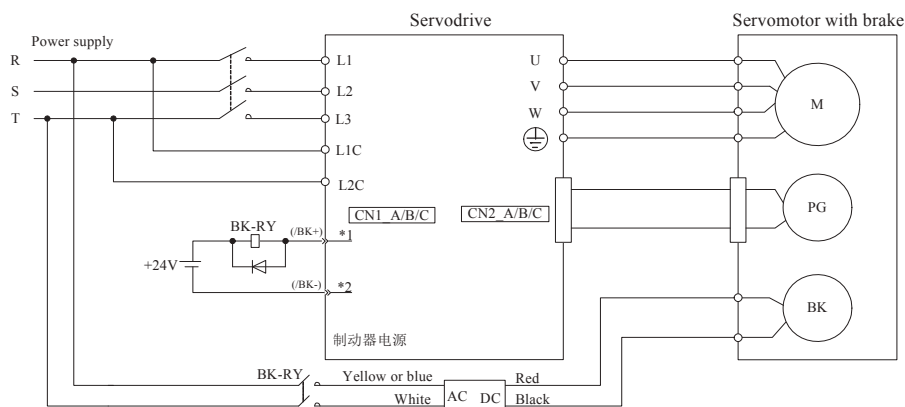 Servodrive
Servomotor with brake
Power supply
R
S
T
L1
L2
L3
L1C
L2C
U
V
W
M
CN1_A/B/C
CN2_A/B/C
PG
BK-RY
(/BK+)
*1
+24V
(/BK-)
*2
BK
制动器电源
BK-RY
Yellow or blue
White
AC
DC
Red
Black